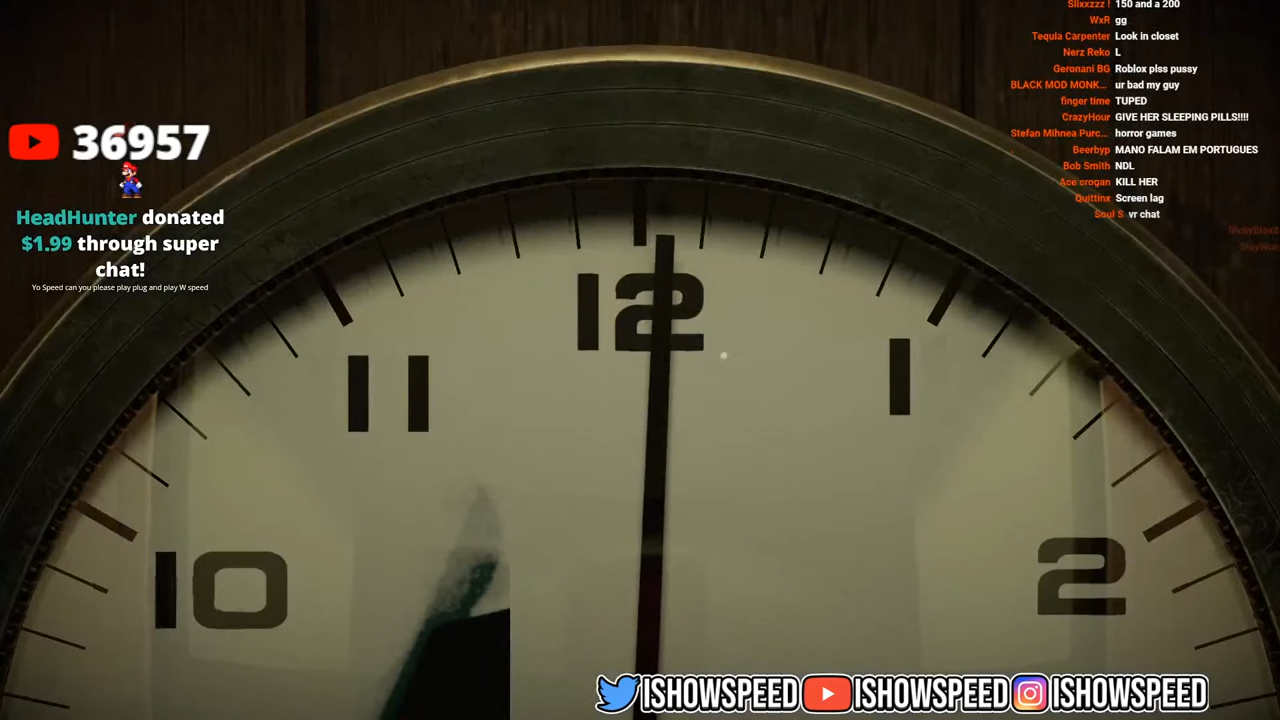 Slixxzzz ! 150 and a 200
WxR gg
Tequla Carpenter Look in closet
Nerz Reko L
Geronani BG Roblox plss pussy
BLACK MOD MONK... ur bad my guy
finger time TUPED
CrazyHour GIVE HER SLEEPING PILLS!!!!
Stefan Mihnea Purc... horror games
Beerbyp MANO FALAM EM PORTUGUES
Bob Smith NDL
Ace crogan KILL HER
Quittinx Screen lag
Soul S vr chat
36957
HeadHunter donated
$1.99 through super
chat!
Yo Speed can you please play plug and play W speed
12
11
1
10
2
ISHOWSPEED ISHOWSPEED ISHOWSPEED